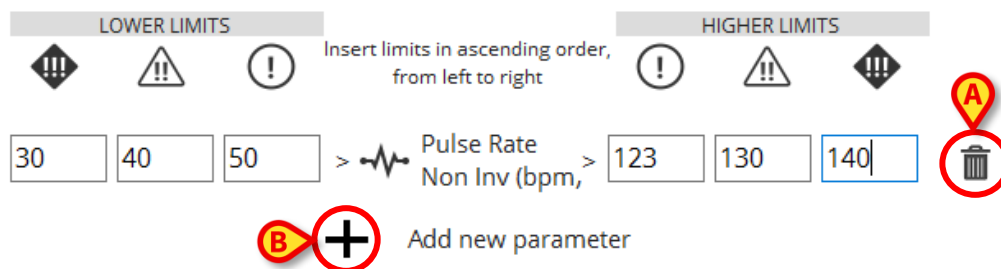 LOWER LIMITS
HIGHER LIMITS
!!! !! !
Insert limits in ascending order,
from left to right
! !! !!!
A
30 40 50 > Pulse Rate
Non Inv (bpm, > 123 130 140
B
Add new parameter